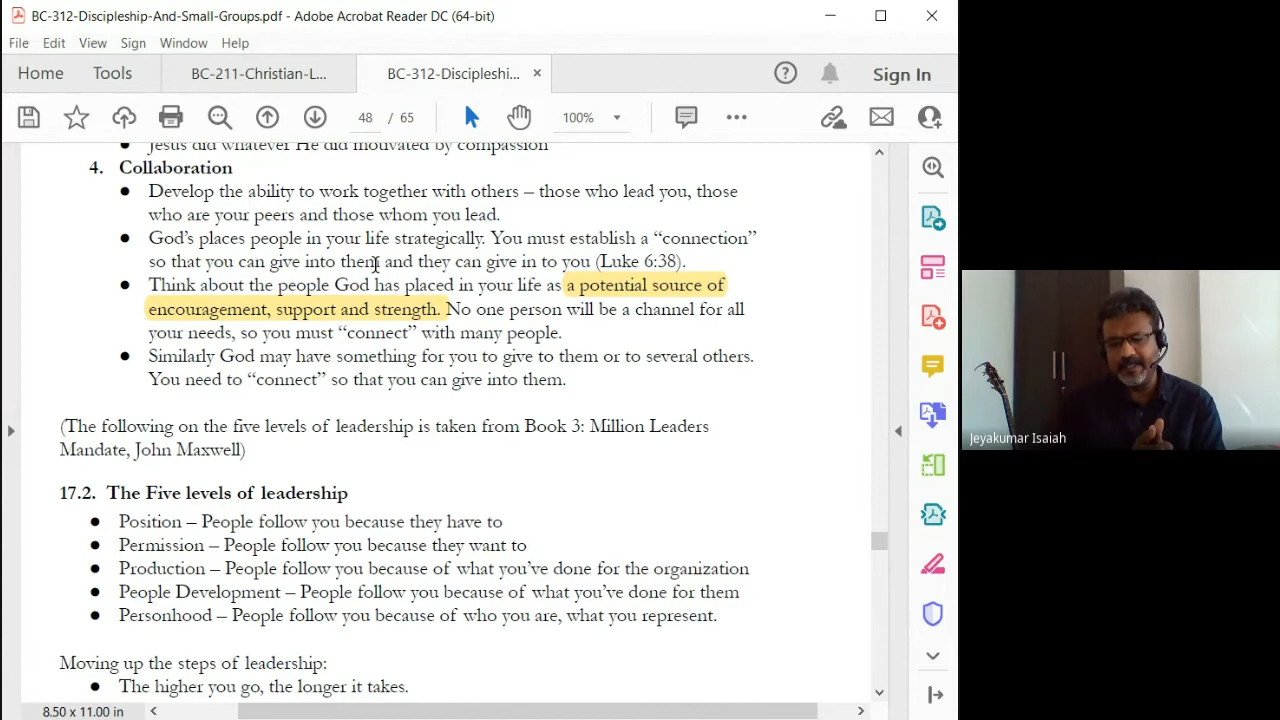 BC-312-Discipleship-And-Small-Groups.pdf - Adobe Acrobat Reader DC (64-bit)
File Edit View Sign Window Help
Home Tools BC-211-Christian-L... BC-312-Discipleshi... Sign In
48 / 65 100%
Jesus did whatever He did motivated by compassion
4. Collaboration
● Develop the ability to work together with others – those who lead you, those
who are your peers and those whom you lead.
● God's places people in your life strategically. You must establish a “connection”
so that you can give into them and they can give in to you (Luke 6:38).
● Think about the people God has placed in your life as a potential source of
encouragement, support and strength. No one person will be a channel for all
your needs, so you must “connect” with many people.
● Similarly God may have something for you to give to them or to several others.
You need to “connect” so that you can give into them.
(The following on the five levels of leadership is taken from Book 3: Million Leaders
Mandate, John Maxwell)
17.2. The Five levels of leadership
● Position – People follow you because they have to
● Permission – People follow you because they want to
● Production – People follow you because of what you've done for the organization
● People Development – People follow you because of what you've done for them
● Personhood – People follow you because of who you are, what you represent.
Moving up the steps of leadership:
● The higher you go, the longer it takes.
8.50 x 11.00 in
Jeyakumar Isaiah